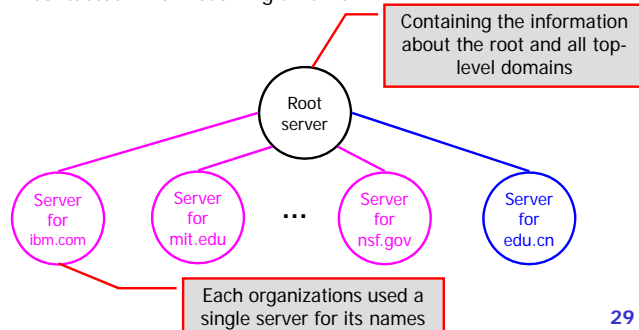 Containing the information
about the root and all top-
level domains
Root
server
Server
for
ibm.com
Server
for
mit.edu
...
Server
for
nsf.gov
Server
for
edu.cn
Each organizations used a
single server for its names
29